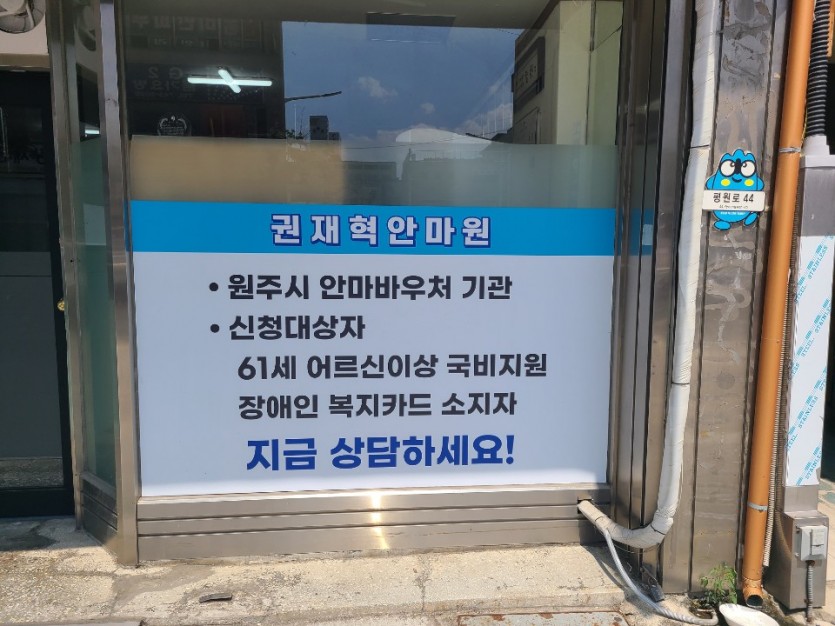 권재혁안마원
• 원주시 안마바우처 기관
• 신청대상자
61세 어르신이상 국비지원
장애인 복지카드 소지자
지금 상담하세요!
평원로 44